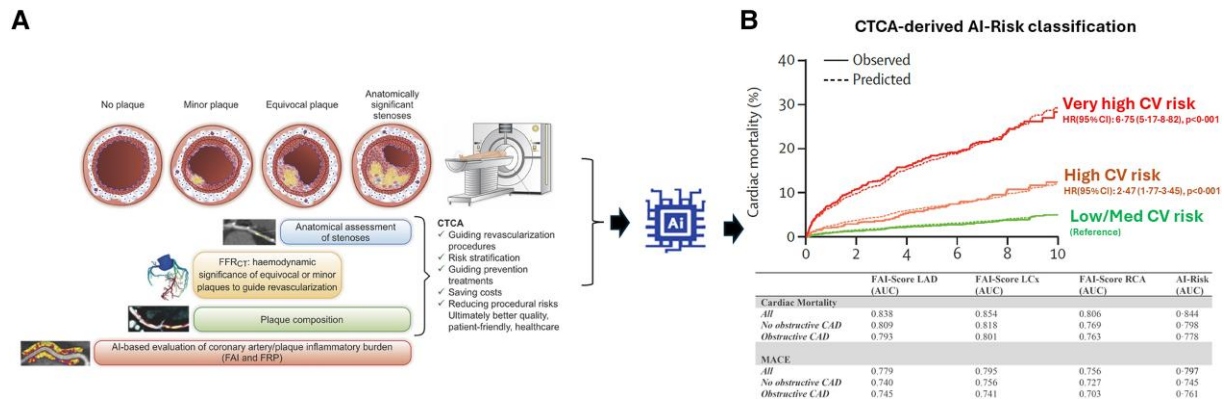 A
No plaque
Minor plaque
Equivocal plaque
Anatomically
significant
stenoses
Anatomical assessment
of stenoses
FFRCT: haemodynamic
significance of equivocal or minor
plaques to guide revascularization
Plaque composition
AI-based evaluation of coronary artery/plaque inflammatory burden
(FAI and FRP)
CTCA
✓ Guiding revascularization
procedures
✓ Risk stratification
✓ Guiding prevention
treatments
✓ Saving costs
✓ Reducing procedural risks
Ultimately better quality,
patient-friendly, healthcare
Ai
B
CTCA-derived AI-Risk classification
Cardiac mortality (%)
40
30
20
10
0
0 2 4 6 8 10
Observed
Predicted
Very high CV risk
HR(95% CI): 6·75 (5·17-8·82), p<0·001
High CV risk
HR(95% CI): 2·47 (1·77-3·45), p<0·001
Low/Med CV risk
(Reference)
FAI-Score LAD FAI-Score LCs FAI-Score RCA AI-Risk
(AUC) (AUC) (AUC) (AUC)
Cardiac Mortality
All 0.838 0.854 0.806 0·844
No obstructive CAD 0.809 0.818 0.769 0·798
Obstructive CAD 0.793 0.801 0.763 0·778
MACE
All 0.779 0.795 0.756 0·797
No obstructive CAD 0.740 0.756 0.727 0·745
Obstructive CAD 0.745 0.741 0.703 0·761